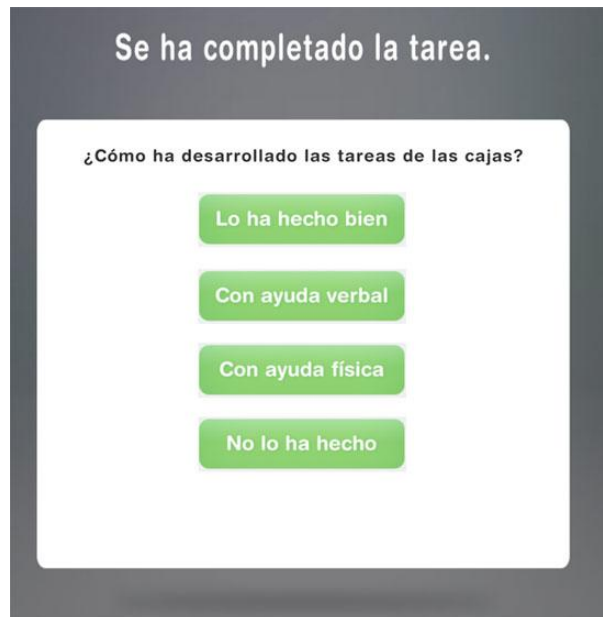 Se ha completado la tarea.
¿Cómo ha desarrollado las tareas de las cajas?
Lo ha hecho bien
Con ayuda verbal
Con ayuda física
No lo ha hecho